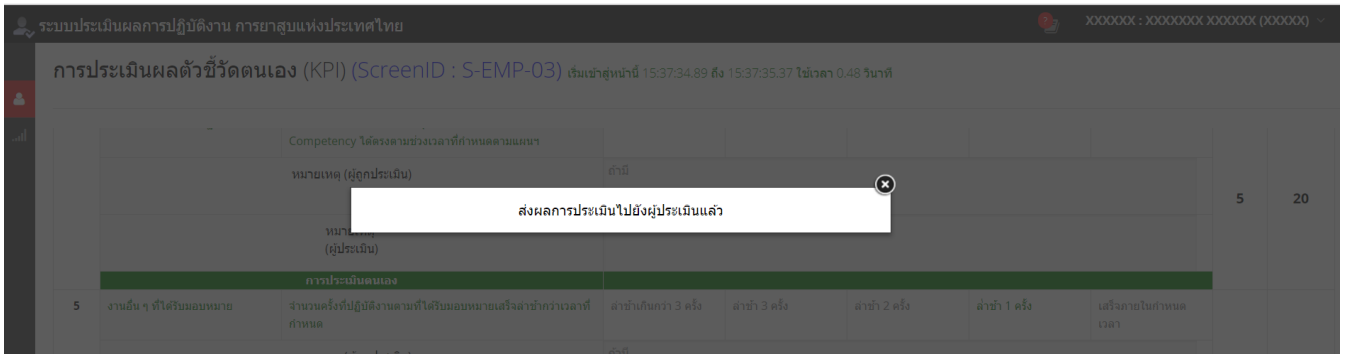 ระบบประเมินผลการปฏิบัติงาน การยาสูบแห่งประเทศไทย
XXXXXX : XXXXXXX XXXXXX (XXXXX)
การประเมินผลตัวชี้วัดตนเอง (KPI) (ScreenID : S-EMP-03) เริ่มเข้าสู่หน้านี้ 15:37:34.89 ถึง 15:37:35.37 ใช้เวลา 0.48 วินาที
Competency ได้ตรงตามช่วงเวลาที่กำหนดตามแผนฯ
หมายเหตุ (ผู้ถูกประเมิน) ถ้ามี
ส่งผลการประเมินไปยังผู้ประเมินแล้ว
5 20
(ผู้ประเมิน)
การประเมินตนเอง
5 งานอื่น ๆ ที่ได้รับมอบหมาย จำนวนครั้งที่ปฏิบัติงานตามที่ได้รับมอบหมายเสร็จล่าช้ากว่าเวลาที่ ล่าช้าเกินกว่า 3 ครั้ง ล่าช้า 3 ครั้ง ล่าช้า 2 ครั้ง ล่าช้า 1 ครั้ง เสร็จภายในกำหนด
กำหนด เวลา